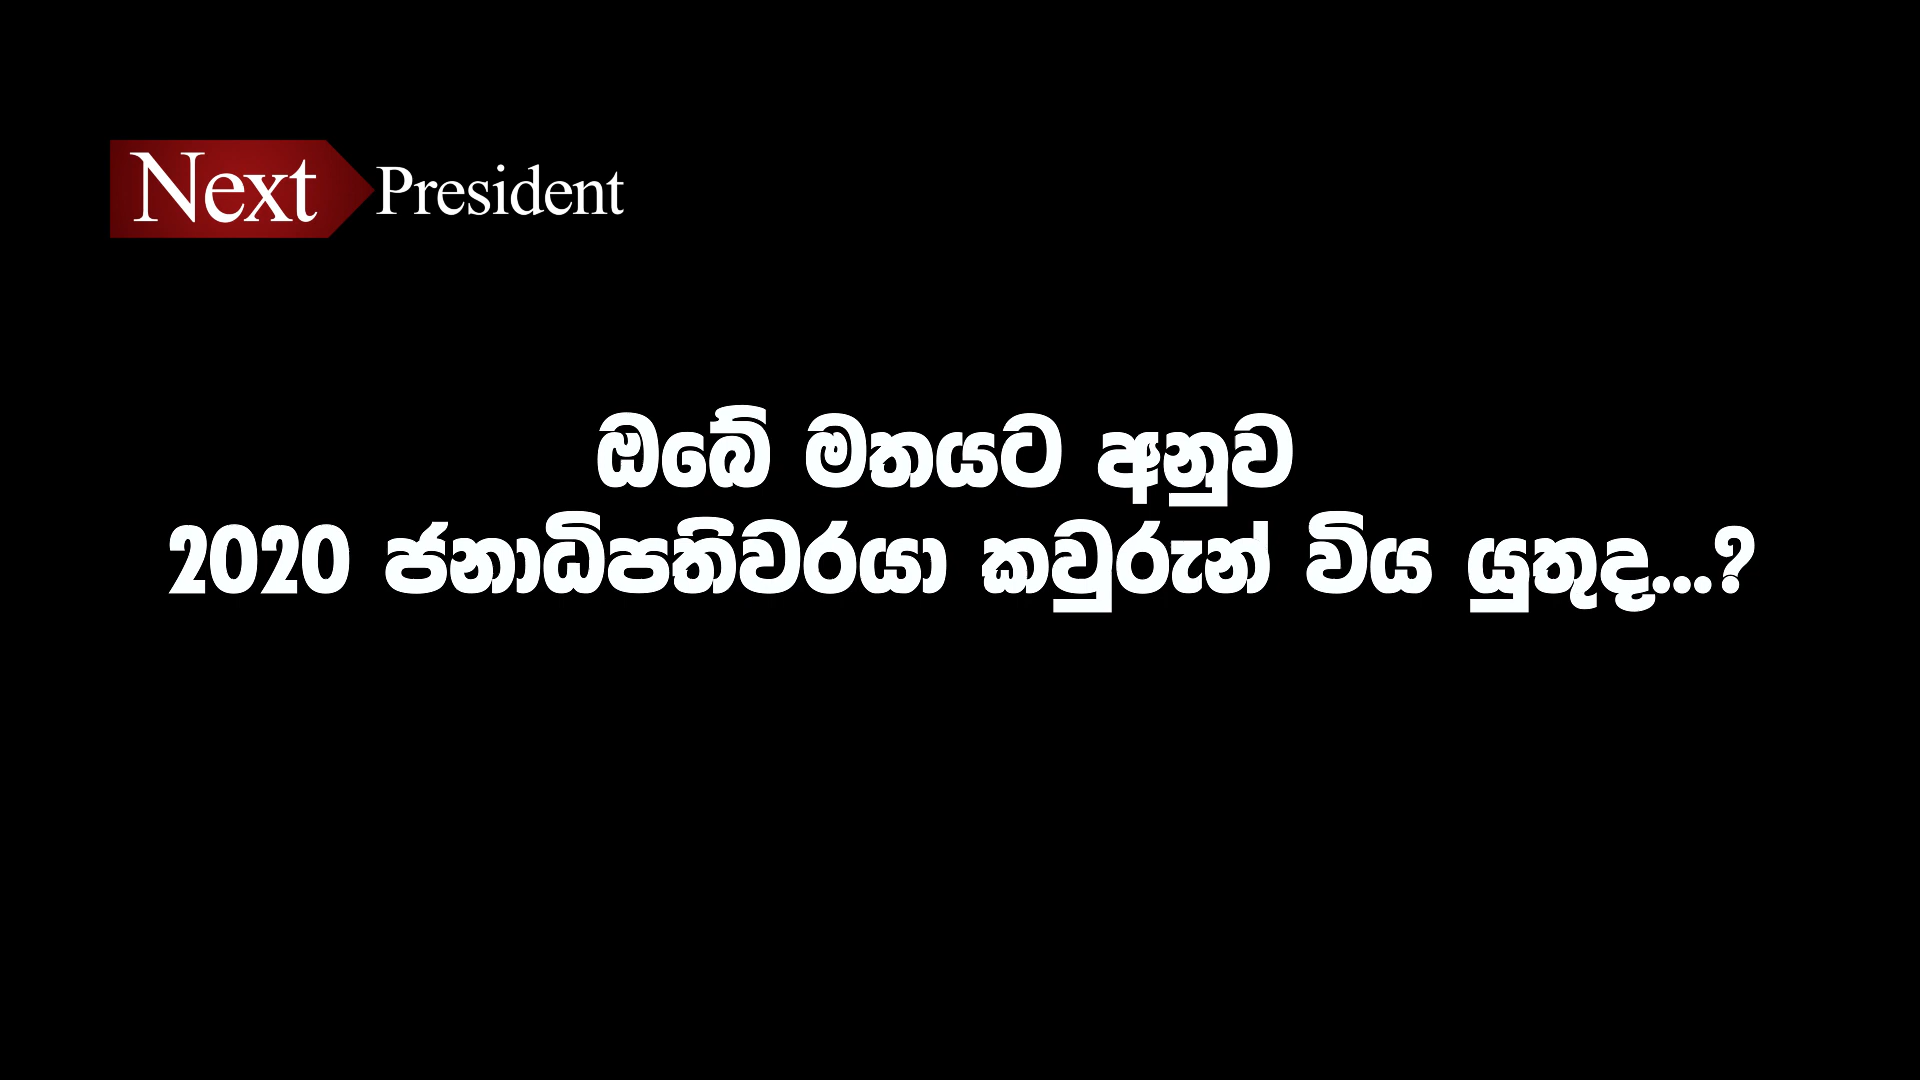 Next President
ඔබේ මතයට අනුව
2020 ජනාධිපතිවරයා කවුරුන් විය යුතුද...?